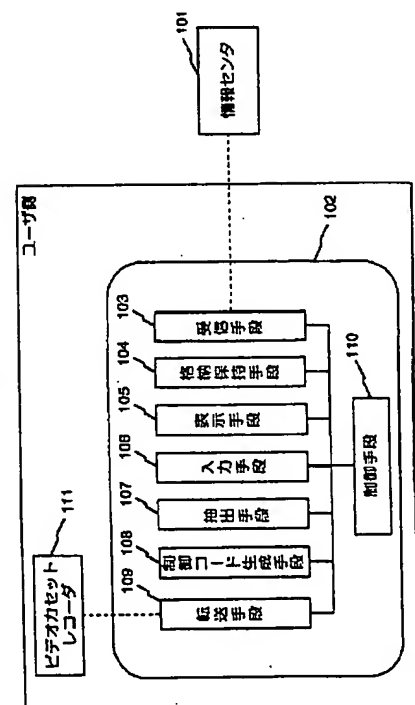 ユーザ側
101
情報センタ
102
103
受信手段
104
格納保持手段
105
表示手段
106
入力手段
107
抽出手段
108
制御コード生成手段
109
転送手段
110
制御手段
111
ビデオカセット
レコーダ